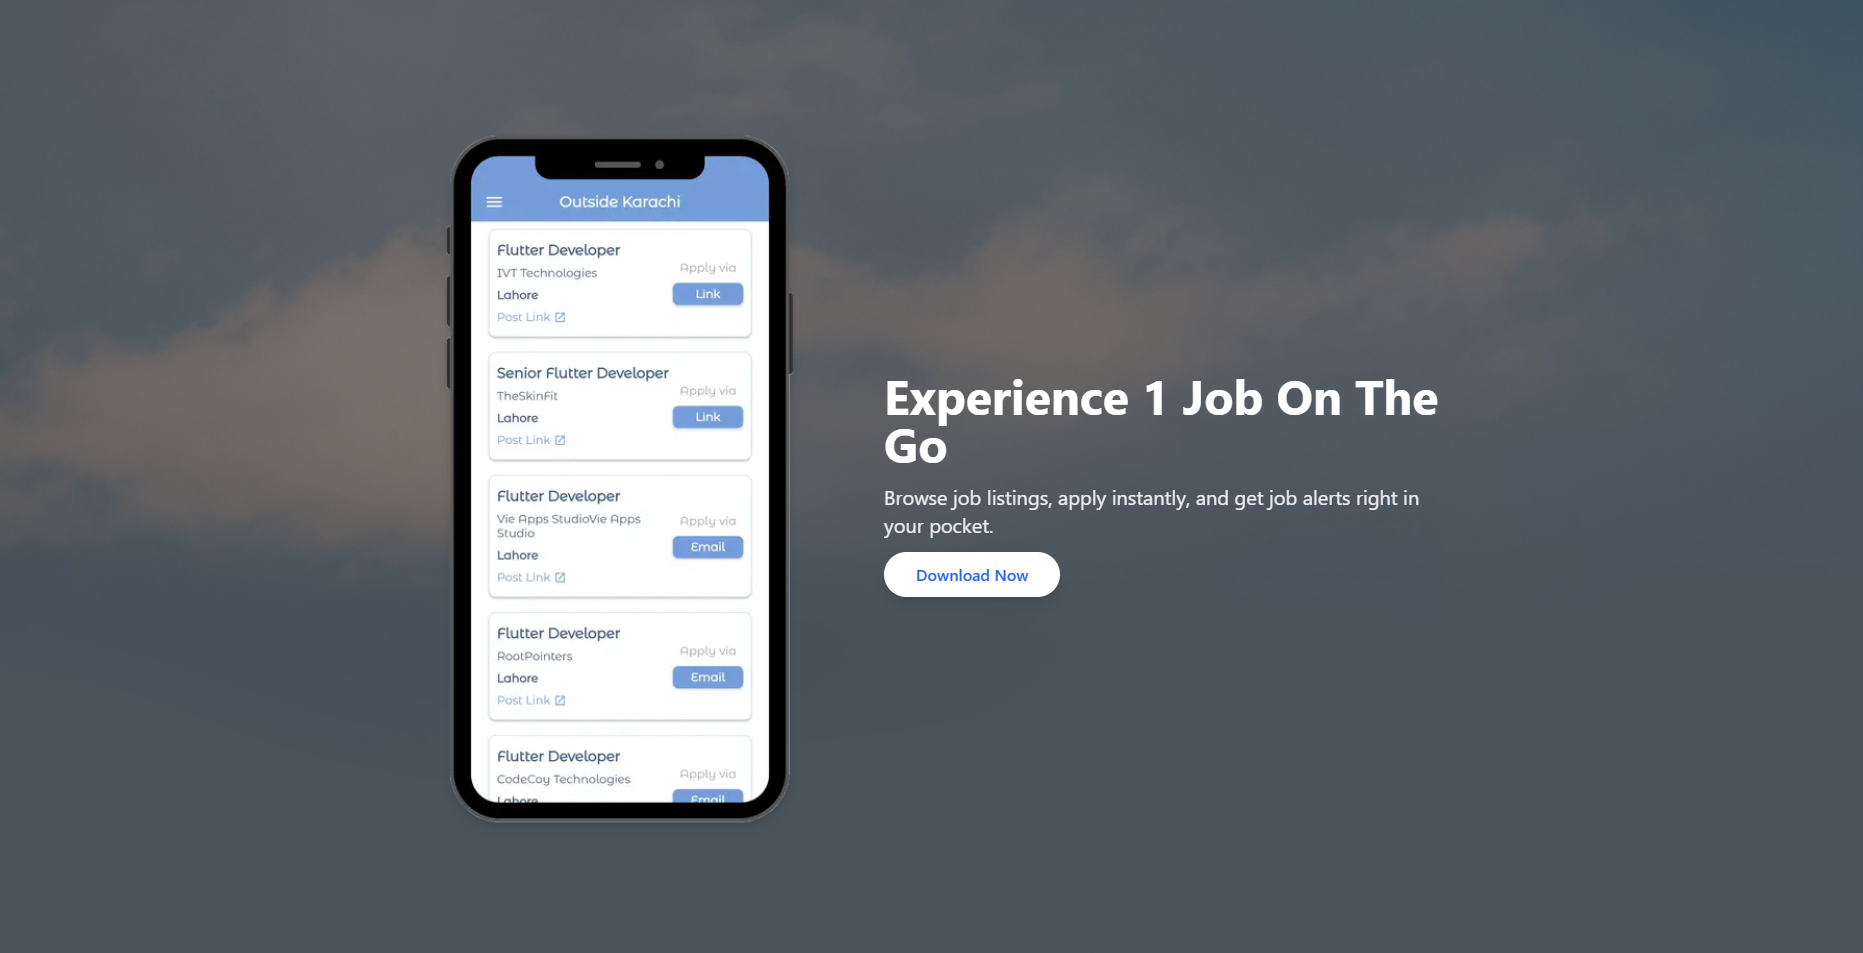 Outside Karachi
Flutter Developer
IVT Technologies
Apply via
Lahore
Link
Post Link
Senior Flutter Developer
TheSkinFit
Apply via
Lahore
Link
Post Link
Flutter Developer
Vie Apps StudioVie Apps
Studio
Apply via
Lahore
Email
Post Link
Flutter Developer
RootPointers
Apply via
Lahore
Email
Post Link
Flutter Developer
CodeCoy Technologies
Apply via
Lahore
Email
Experience 1 Job On The
Go
Browse job listings, apply instantly, and get job alerts right in
your pocket.
Download Now